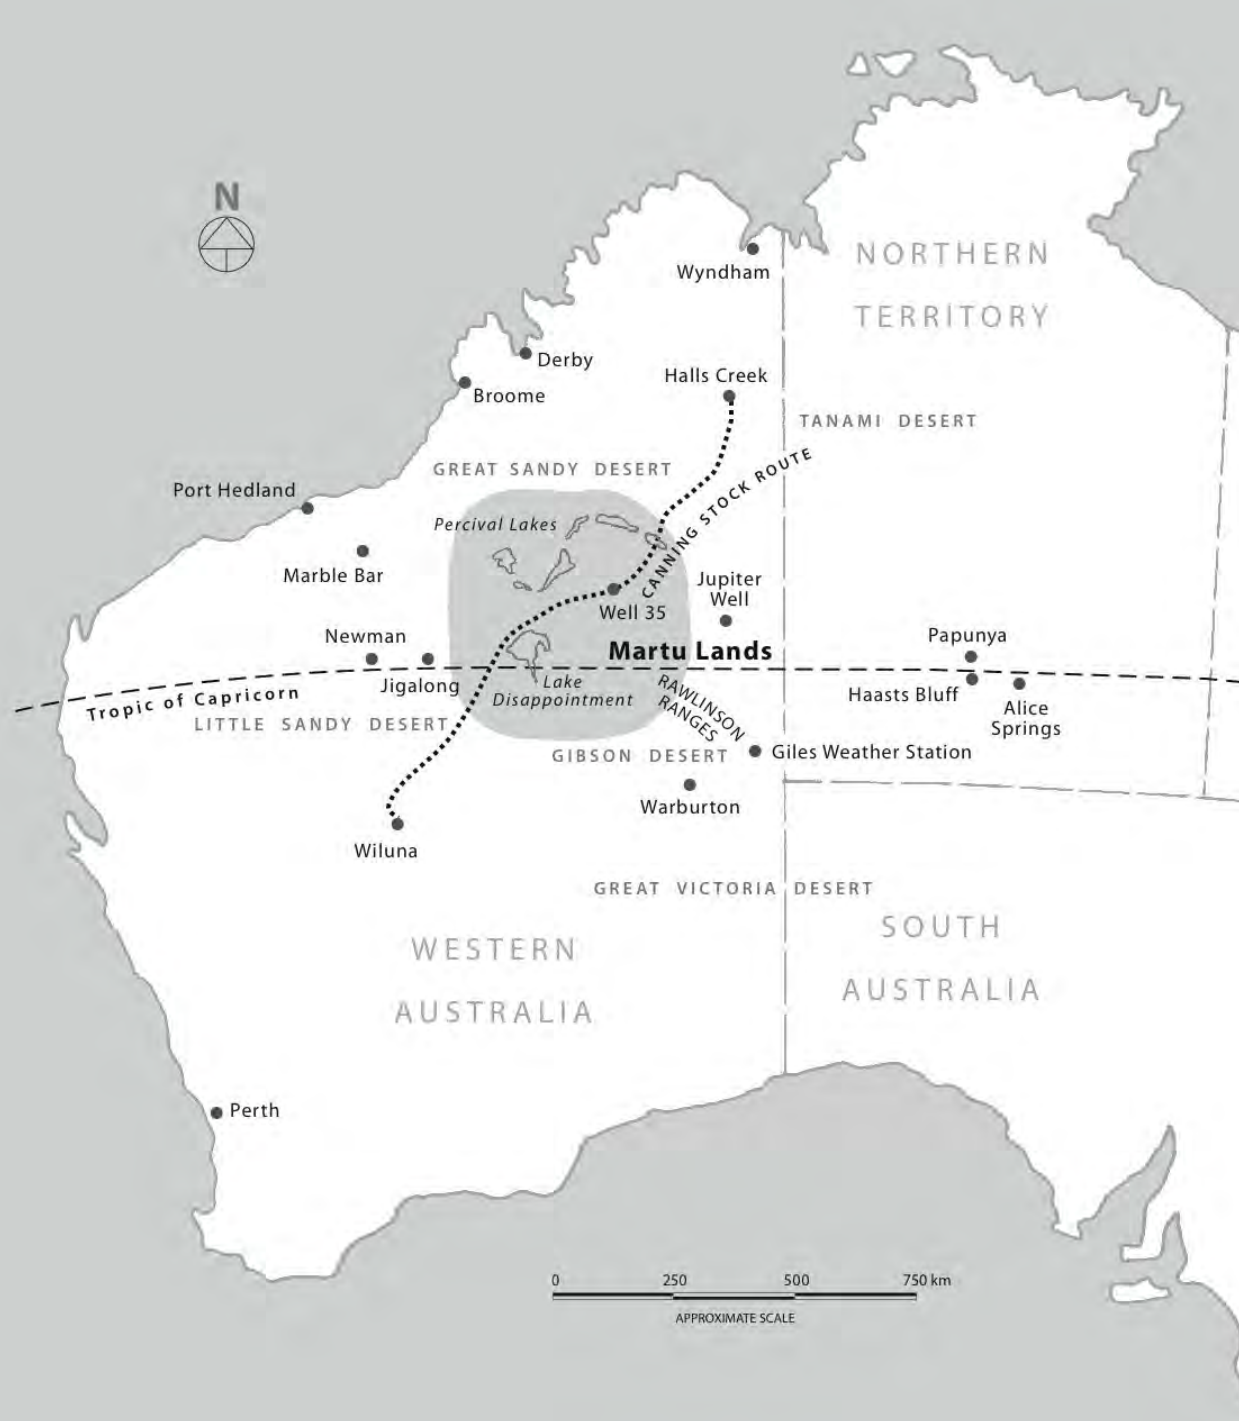 N
Wyndham
NORTHERN
TERRITORY
Derby
Broome
Halls Creek
TANAMI DESERT
GREAT SANDY DESERT
Port Hedland
Percival Lakes
CANNING STOCK ROUTE
Marble Bar
Jupiter
Well
Well 35
Newman
Martu Lands
Papunya
Jigalong
Tropic of Capricorn
Lake
Disappointment
RAWLINSON
RANGES
Haasts Bluff
Alice
Springs
LITTLE SANDY DESERT
GIBSON DESERT
Giles Weather Station
Warburton
Wiluna
GREAT VICTORIA DESERT
WESTERN
AUSTRALIA
SOUTH
AUSTRALIA
Perth
0 250 500 750 km
APPROXIMATE SCALE